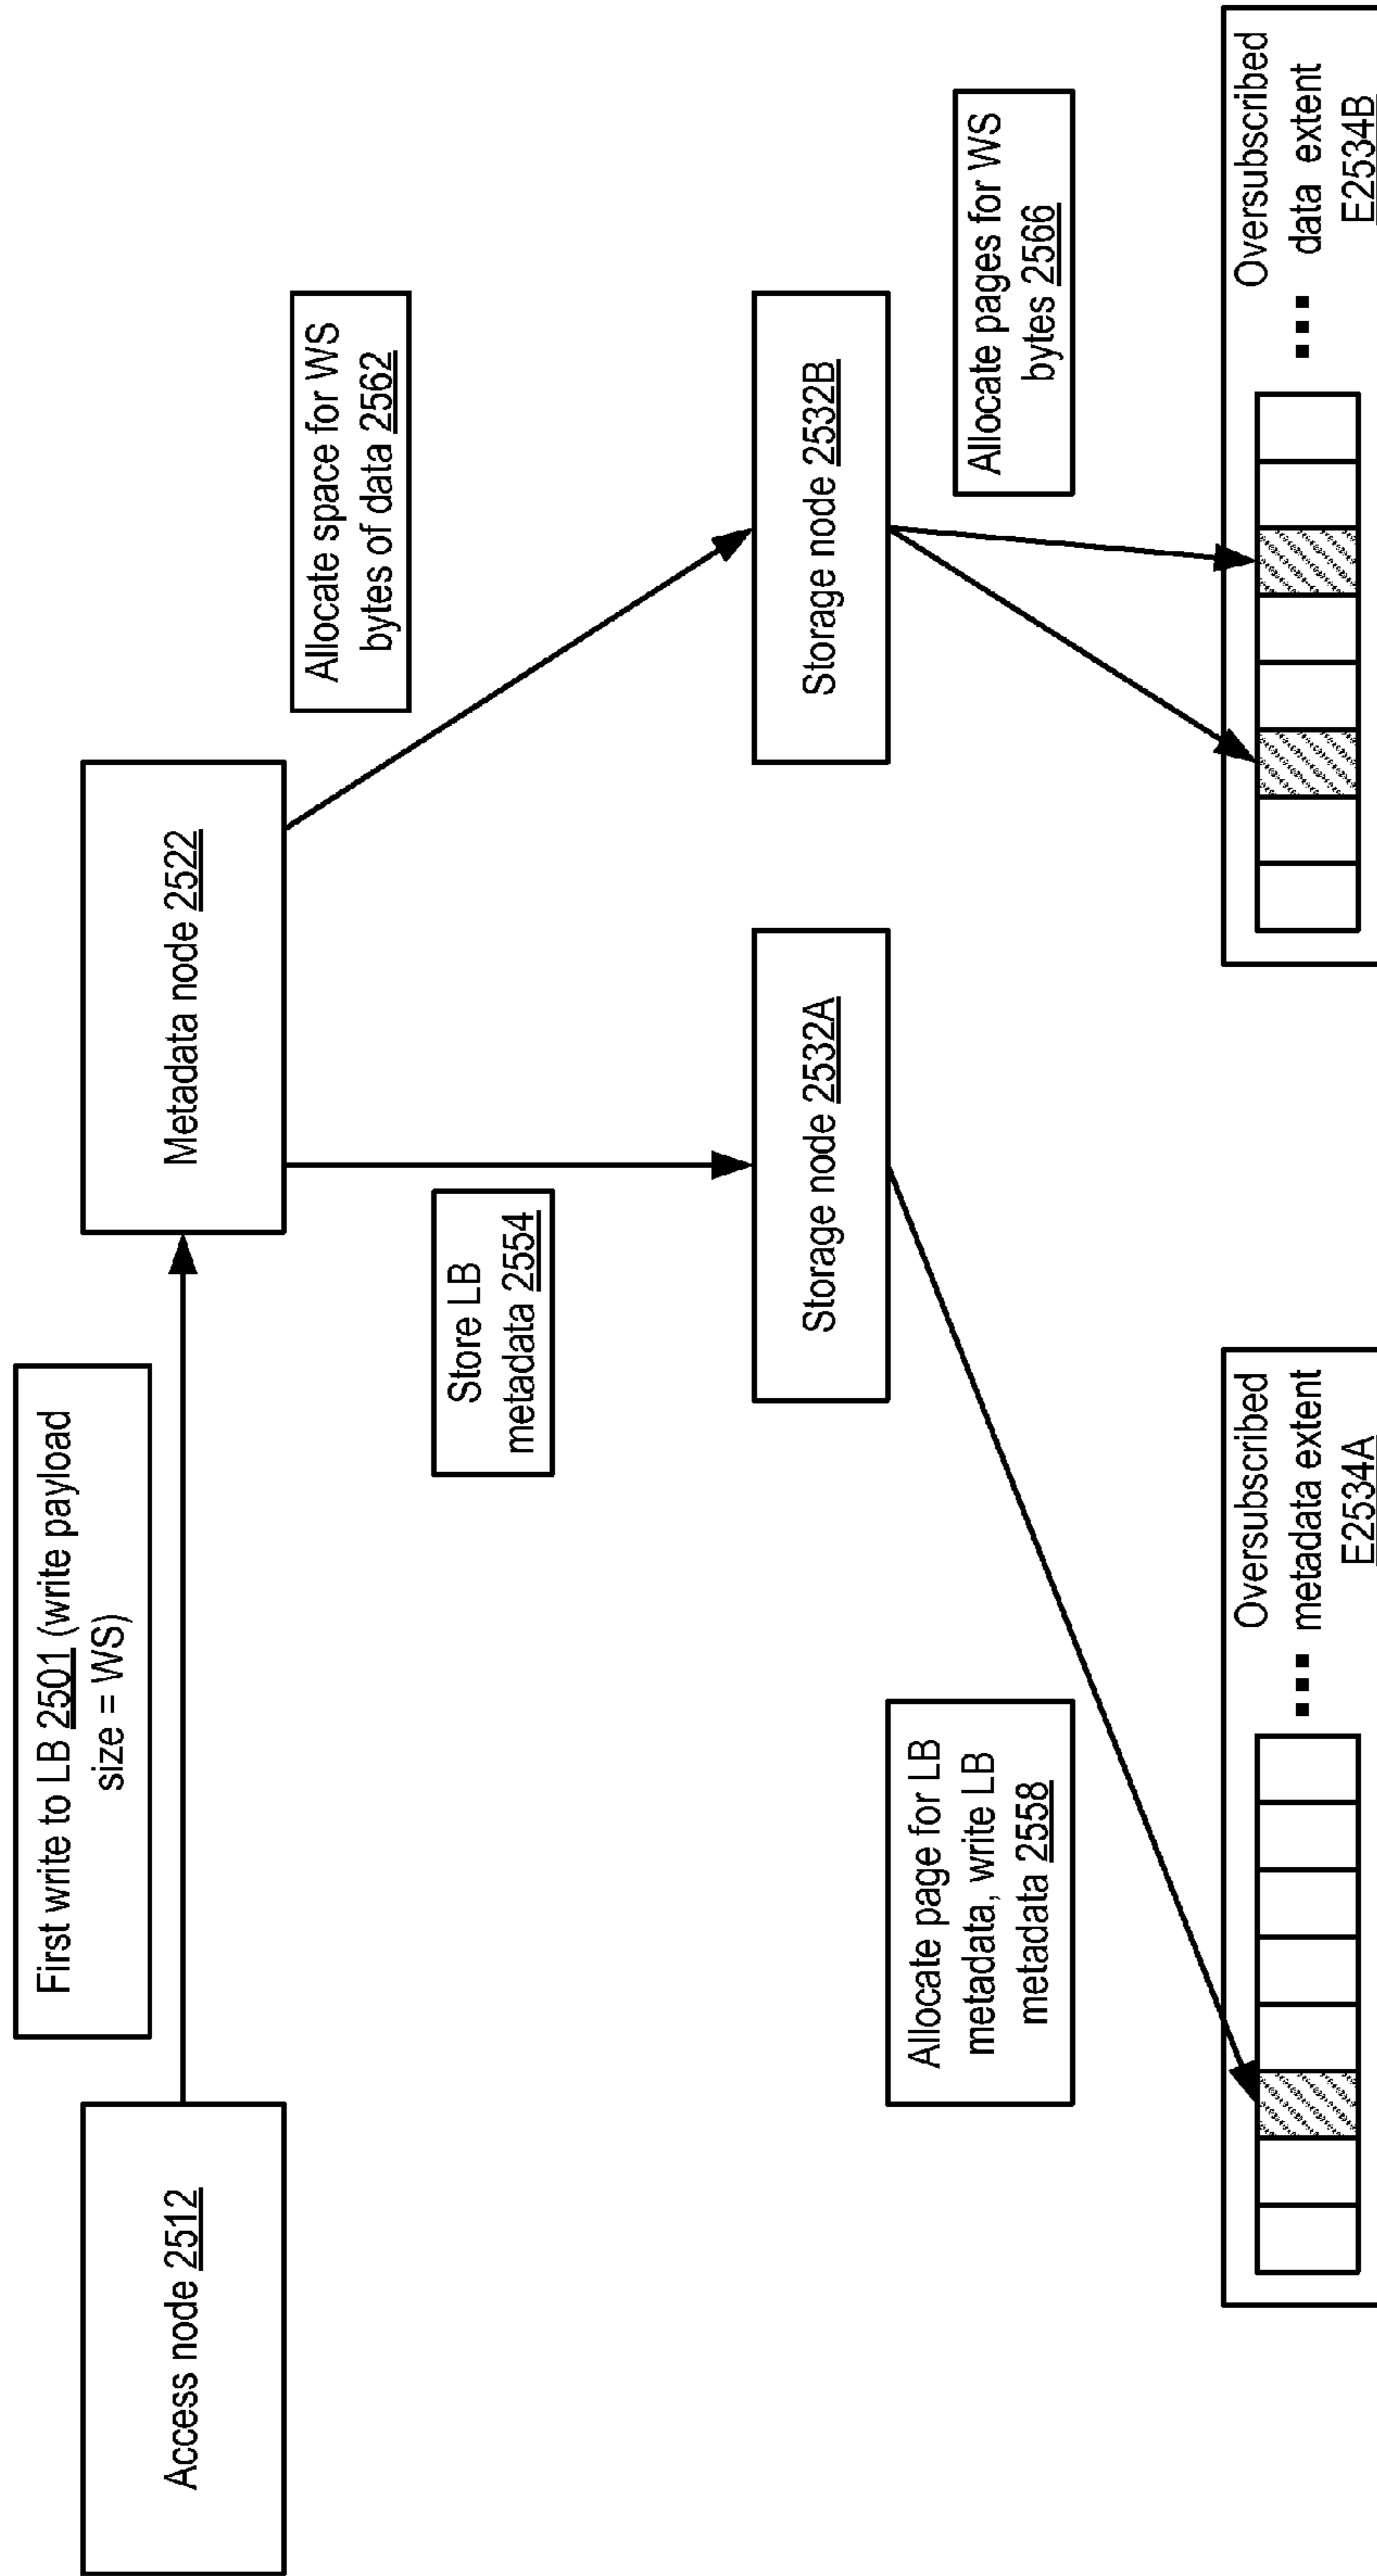 First write to LB 2501 (write payload
size = WS)
Access node 2512
Metadata node 2522
Allocate space for WS
bytes of data 2562
Store LB
metadata 2554
Storage node 2532A
Storage node 2532B
Allocate page for LB
metadata, write LB
metadata 2558
Allocate pages for WS
bytes 2566
Oversubscribed
metadata extent
E2534A
Oversubscribed
data extent
E2534B